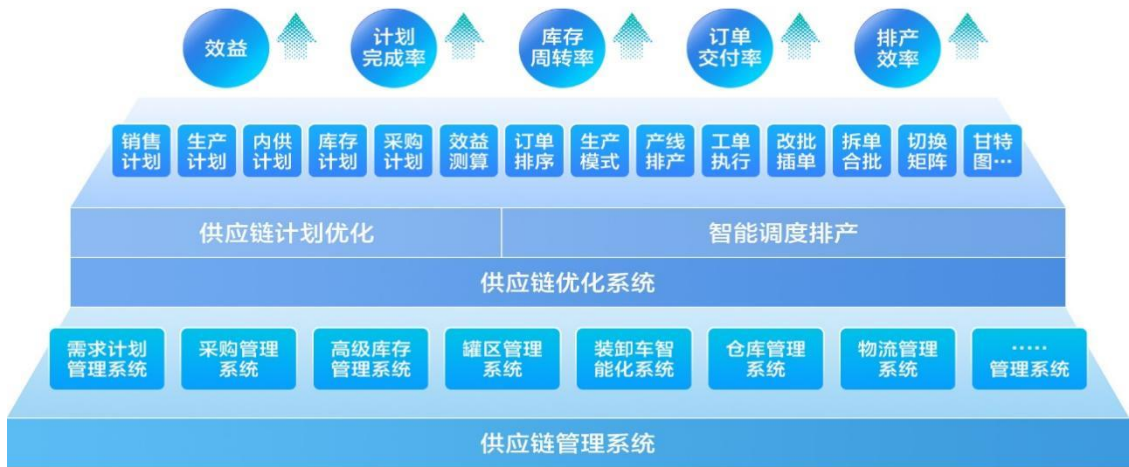 效益
计划
完成率
库存
周转率
订单
交付率
排产
效率
销售
计划
生产
计划
内供
计划
库存
计划
采购
计划
效益
测算
订单
排序
生产
模式
产线
排产
工单
执行
改批
插单
拆单
合批
切换
矩阵
甘特
图…
供应链计划优化
智能调度排产
供应链优化系统
需求计划
管理系统
采购管理
系统
高级库存
管理系统
罐区管理
系统
装卸车智
能化系统
仓库管理
系统
物流管理
系统
·····
管理系统
供应链管理系统